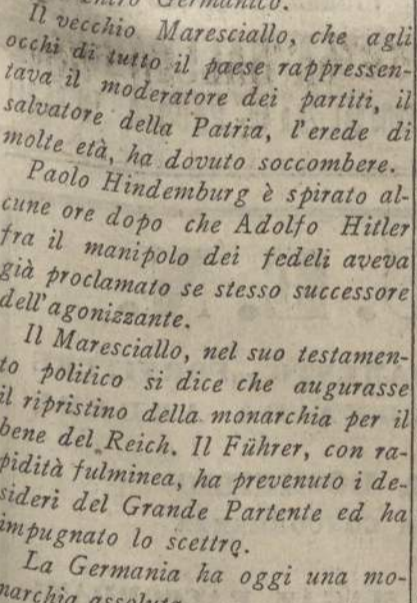 Germanico.
Il vecchio Maresciallo, che agli
occhi di tutto il paese rappressen-
tava il moderatore dei partiti, il
salvatore della Patria, l'erede di
molte età, ha dovuto soccombere.
Paolo Hindemburg è spirato al-
cune ore dopo che Adolfo Hitler
fra il manipolo dei fedeli aveva
già proclamato se stesso successore
dell'agonizzante.
Il Maresciallo, nel suo testamen-
to politico si dice che augurasse
il ripristino della monarchia per il
bene del Reich. Il Führer, con ra-
pidità fulminea, ha prevenuto i de-
sideri del Grande Partente ed ha
impugnato lo scettro.
La Germania ha oggi una mo-
narchia assoluta